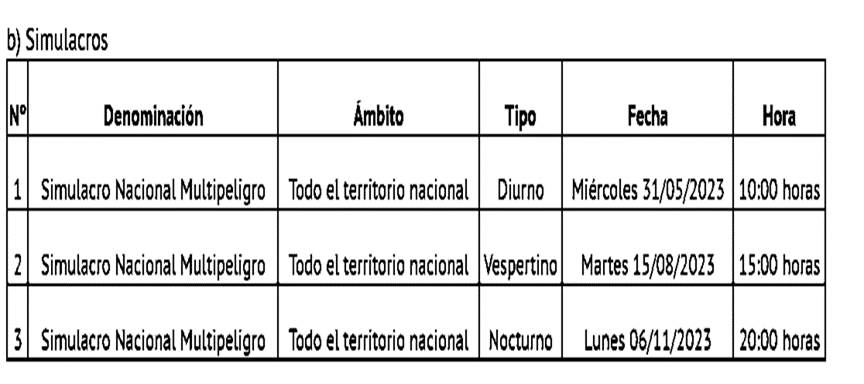 b) Simulacros
N° Denominación Ámbito Tipo Fecha Hora
1 Simulacro Nacional Multipeligro Todo el territorio nacional Diurno Miércoles 31/05/2023 10:00 horas
2 Simulacro Nacional Multipeligro Todo el territorio nacional Vespertino Martes 15/08/2023 15:00 horas
3 Simulacro Nacional Multipeligro Todo el territorio nacional Nocturno Lunes 06/11/2023 20:00 horas